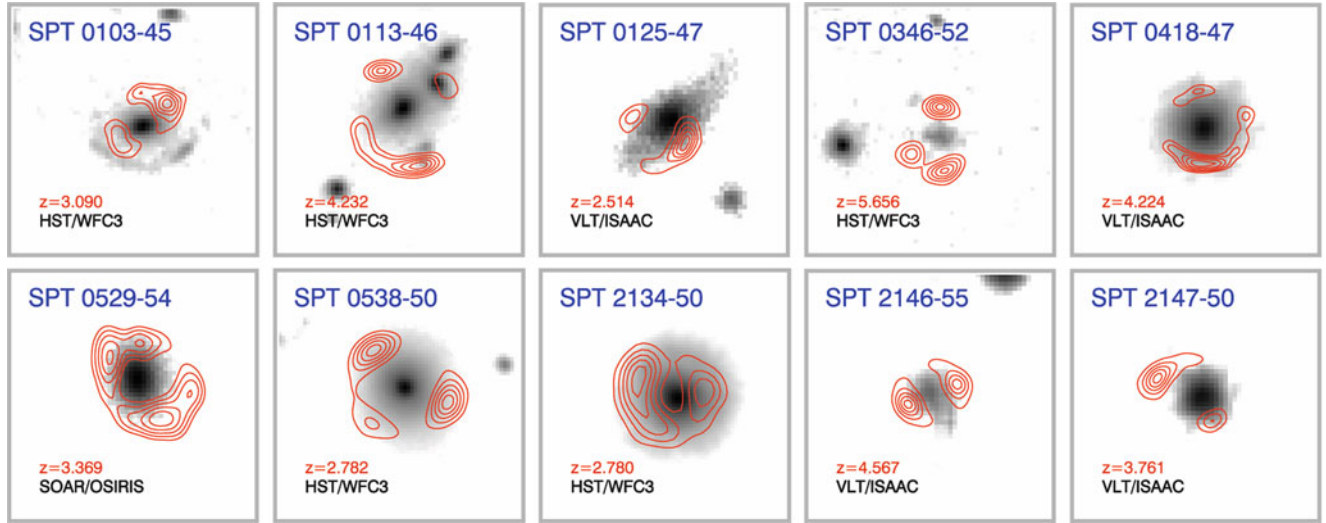 SPT 0103-45
z=3.090
HST/WFC3
SPT 0113-46
z=4.232
HST/WFC3
SPT 0125-47
z=2.514
VLT/ISAAC
SPT 0346-52
z=5.656
HST/WFC3
SPT 0418-47
z=4.224
VLT/ISAAC
SPT 0529-54
z=3.369
SOAR/OSIRIS
SPT 0538-50
z=2.782
HST/WFC3
SPT 2134-50
z=2.780
HST/WFC3
SPT 2146-55
z=4.567
VLT/ISAAC
SPT 2147-50
z=3.761
VLT/ISAAC